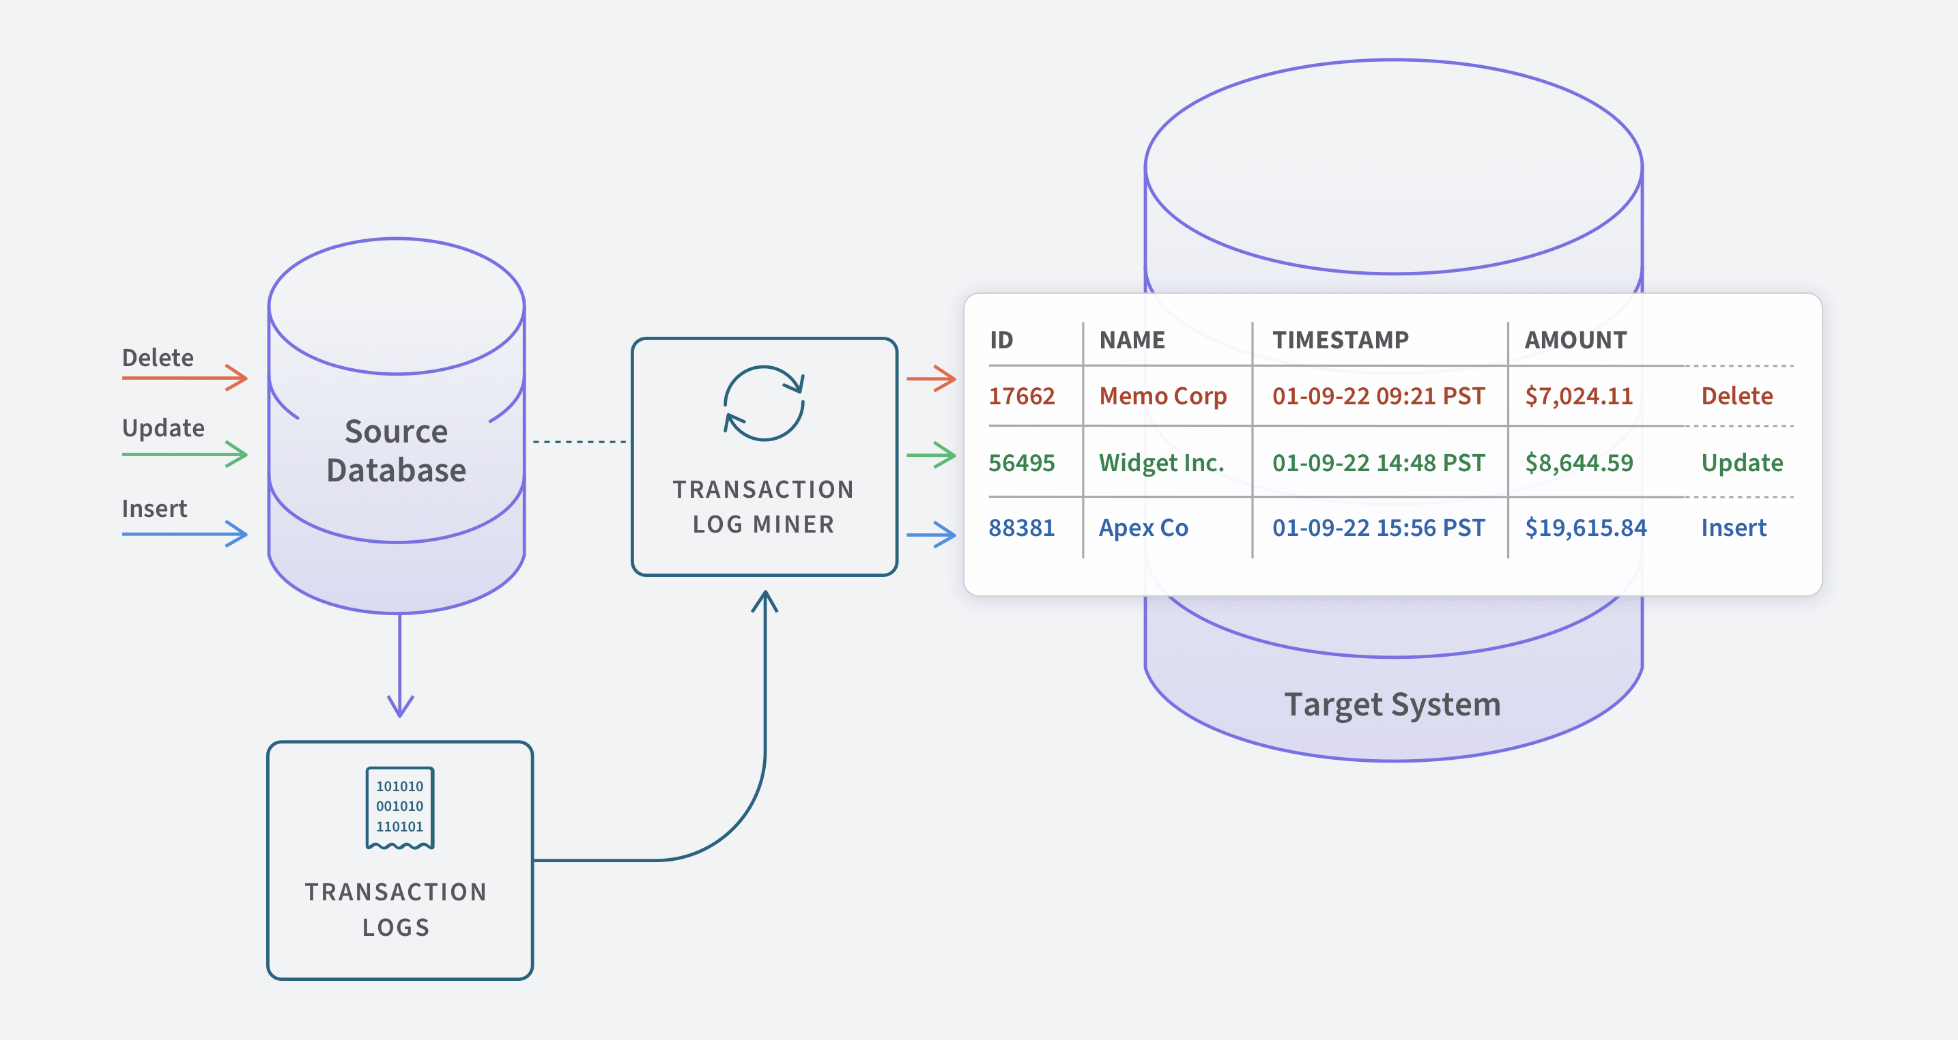 Delete
Update
Insert
Source
Database
TRANSACTION
LOG MINER
101010
001010
110101
TRANSACTION
LOGS
ID NAME TIMESTAMP AMOUNT
17662 Memo Corp 01-09-22 09:21 PST $7,024.11 Delete
56495 Widget Inc. 01-09-22 14:48 PST $8,644.59 Update
88381 Apex Co 01-09-22 15:56 PST $19,615.84 Insert
Target System